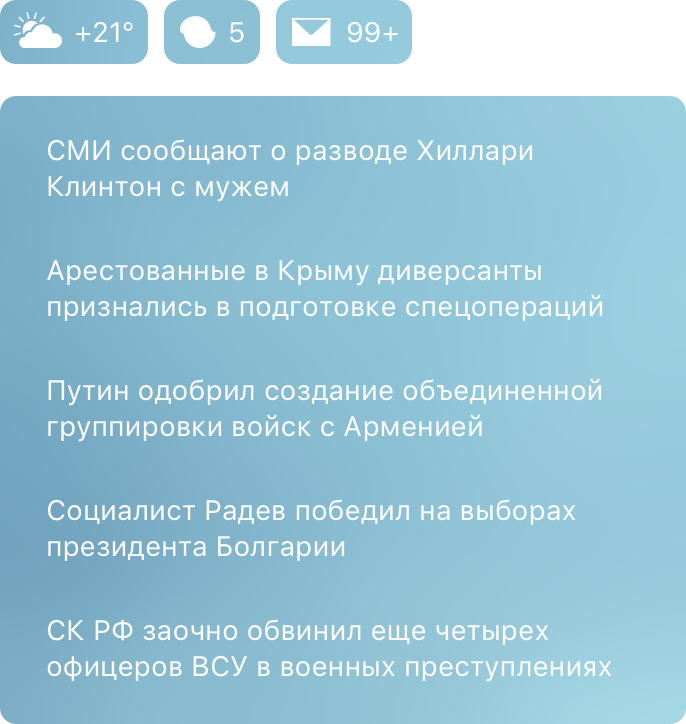 +21°
5
99+
СМИ сообщают о разводе Хиллари
Клинтон с мужем
Арестованные в Крыму диверсанты
признались в подготовке спецопераций
Путин одобрил создание объединенной
группировки войск с Арменией
Социалист Радев победил на выборах
президента Болгарии
СК РФ заочно обвинил еще четырех
офицеров ВСУ в военных преступлениях